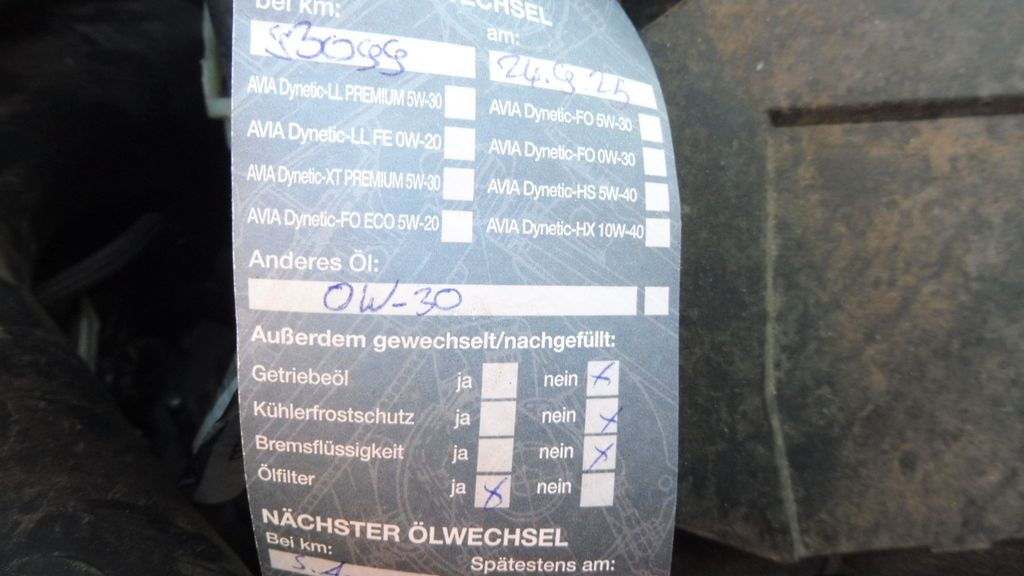 bei km:
ÖLWECHSEL
am:
93099
24.9.25
AVIA Dynetic-LL PREMIUM 5W-30
AVIA Dynetic-FO 5W-30
AVIA Dynetic-LL FE 0W-20
AVIA Dynetic-FO 0W-30
AVIA Dynetic-XT PREMIUM 5W-30
AVIA Dynetic-HS 5W-40
AVIA Dynetic-FO ECO 5W-20
AVIA Dynetic-HX 10W-40
Anderes Öl:
0W-30
Außerdem gewechselt/nachgefüllt:
Getriebeöl ja nein x
Kühlerfrostschutz ja nein x
Bremsflüssigkeit ja nein x
Ölfilter ja x nein
NÄCHSTER ÖLWECHSEL
Bei km:
Spätestens am: